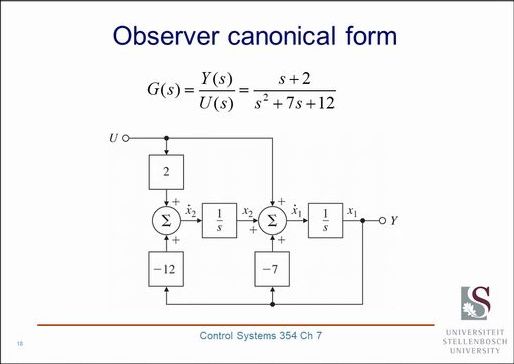 Observer canonical form
G(s) = Y(s)/U(s) = (s+2)/(s²+7s+12)
U
2
+ ẋ₂ x₂ + ẋ₁ x₁
Σ 1/s Σ 1/s Y
+ + +
−12 −7
Control Systems 354 Ch 7
18
UNIVERSITEIT
STELLENBOSCH
UNIVERSITY